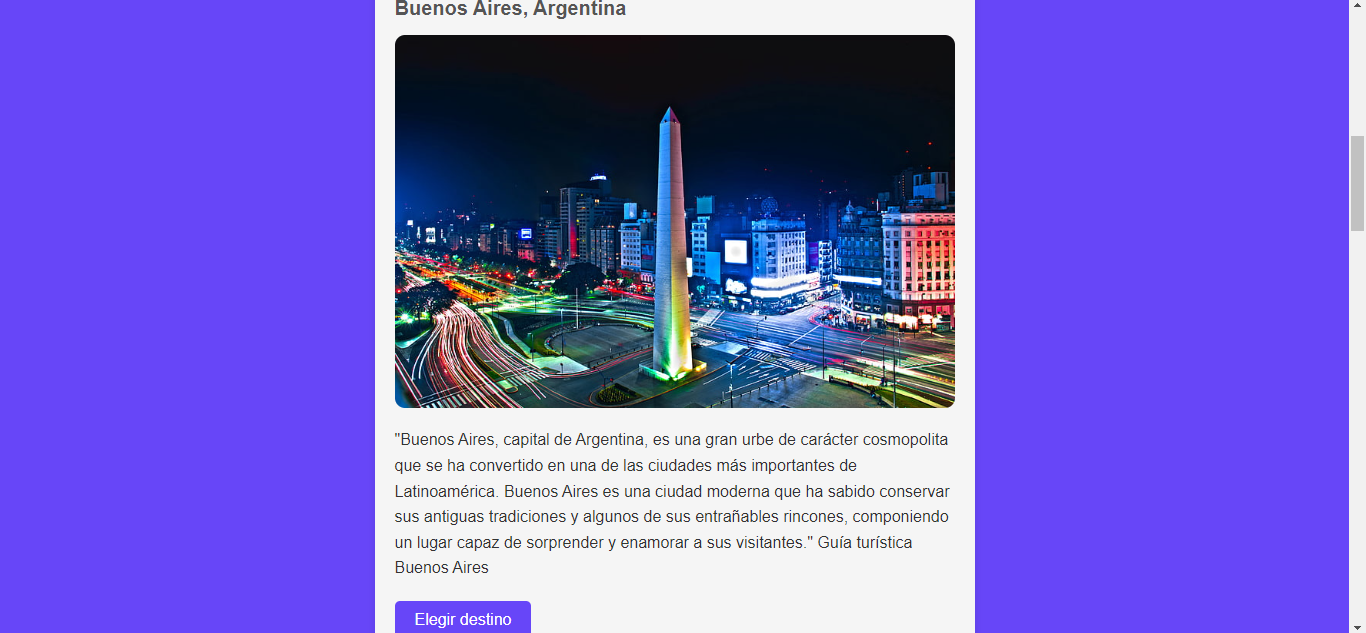 Buenos Aires, Argentina
"Buenos Aires, capital de Argentina, es una gran urbe de carácter cosmopolita
que se ha convertido en una de las ciudades más importantes de
Latinoamérica. Buenos Aires es una ciudad moderna que ha sabido conservar
sus antiguas tradiciones y algunos de sus entrañables rincones, componiendo
un lugar capaz de sorprender y enamorar a sus visitantes." Guía turística
Buenos Aires
Elegir destino